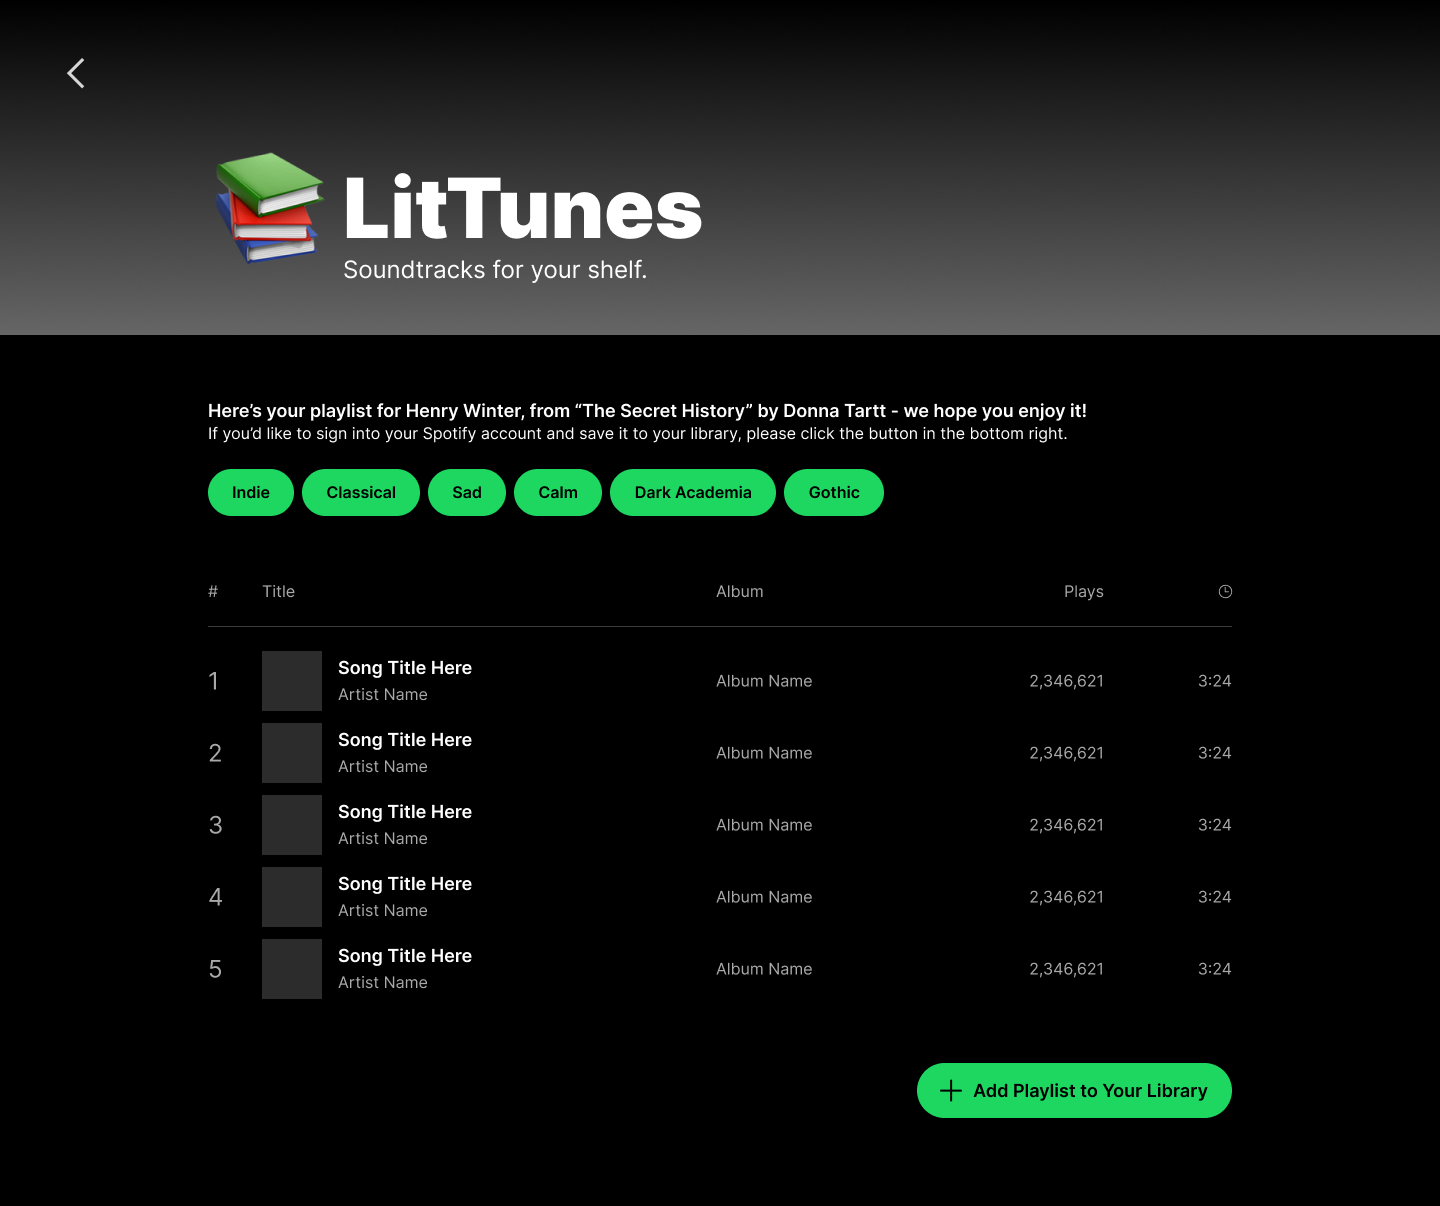 LitTunes
Soundtracks for your shelf.
Here’s your playlist for Henry Winter, from “The Secret History” by Donna Tartt - we hope you enjoy it!
If you’d like to sign into your Spotify account and save it to your library, please click the button in the bottom right.
Indie Classical Sad Calm Dark Academia Gothic
# Title Album Plays
1 Song Title Here Album Name 2,346,621 3:24
Artist Name
2 Song Title Here Album Name 2,346,621 3:24
Artist Name
3 Song Title Here Album Name 2,346,621 3:24
Artist Name
4 Song Title Here Album Name 2,346,621 3:24
Artist Name
5 Song Title Here Album Name 2,346,621 3:24
Artist Name
Add Playlist to Your Library